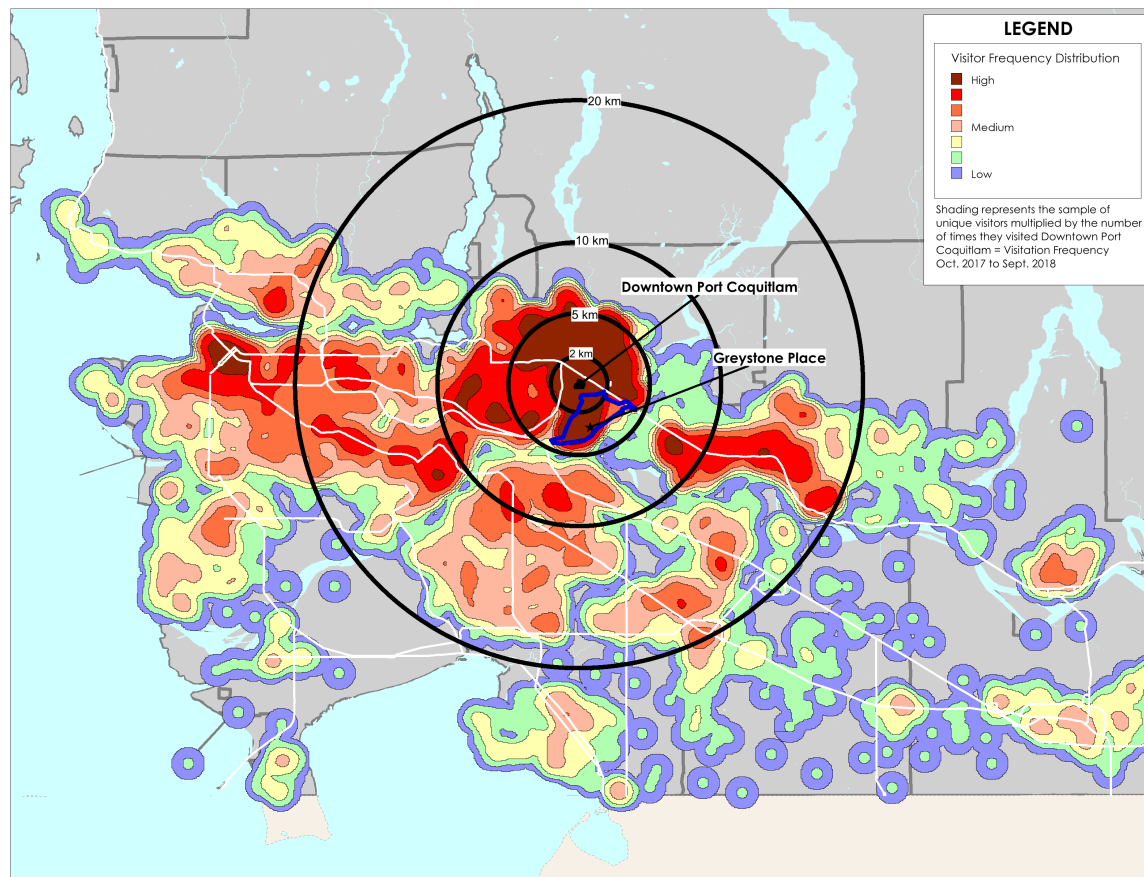 LEGEND
Visitor Frequency Distribution
High
Medium
Low
Shading represents the sample of
unique visitors multiplied by the number
of times they visited Downtown Port
Coquitlam = Visitation Frequency
Oct. 2017 to Sept. 2018
20 km
10 km
Downtown Port Coquitlam
5 km
2 km
Greystone Place